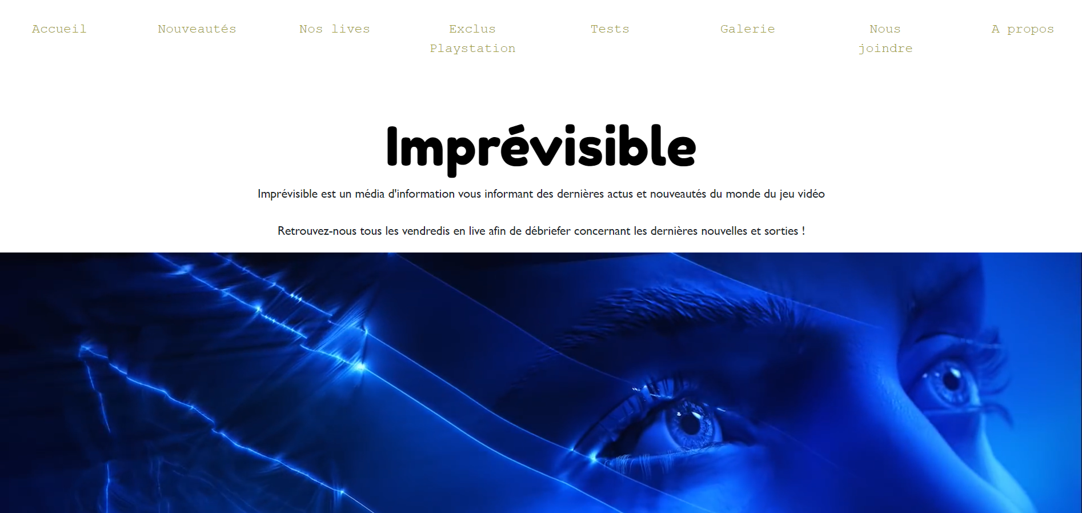 Accueil Nouveautés Nos lives Exclus Playstation Tests Galerie Nous joindre A propos
Imprévisible
Imprévisible est un média d'information vous informant des dernières actus et nouveautés du monde du jeu vidéo
Retrouvez-nous tous les vendredis en live afin de débriefer concernant les dernières nouvelles et sorties !